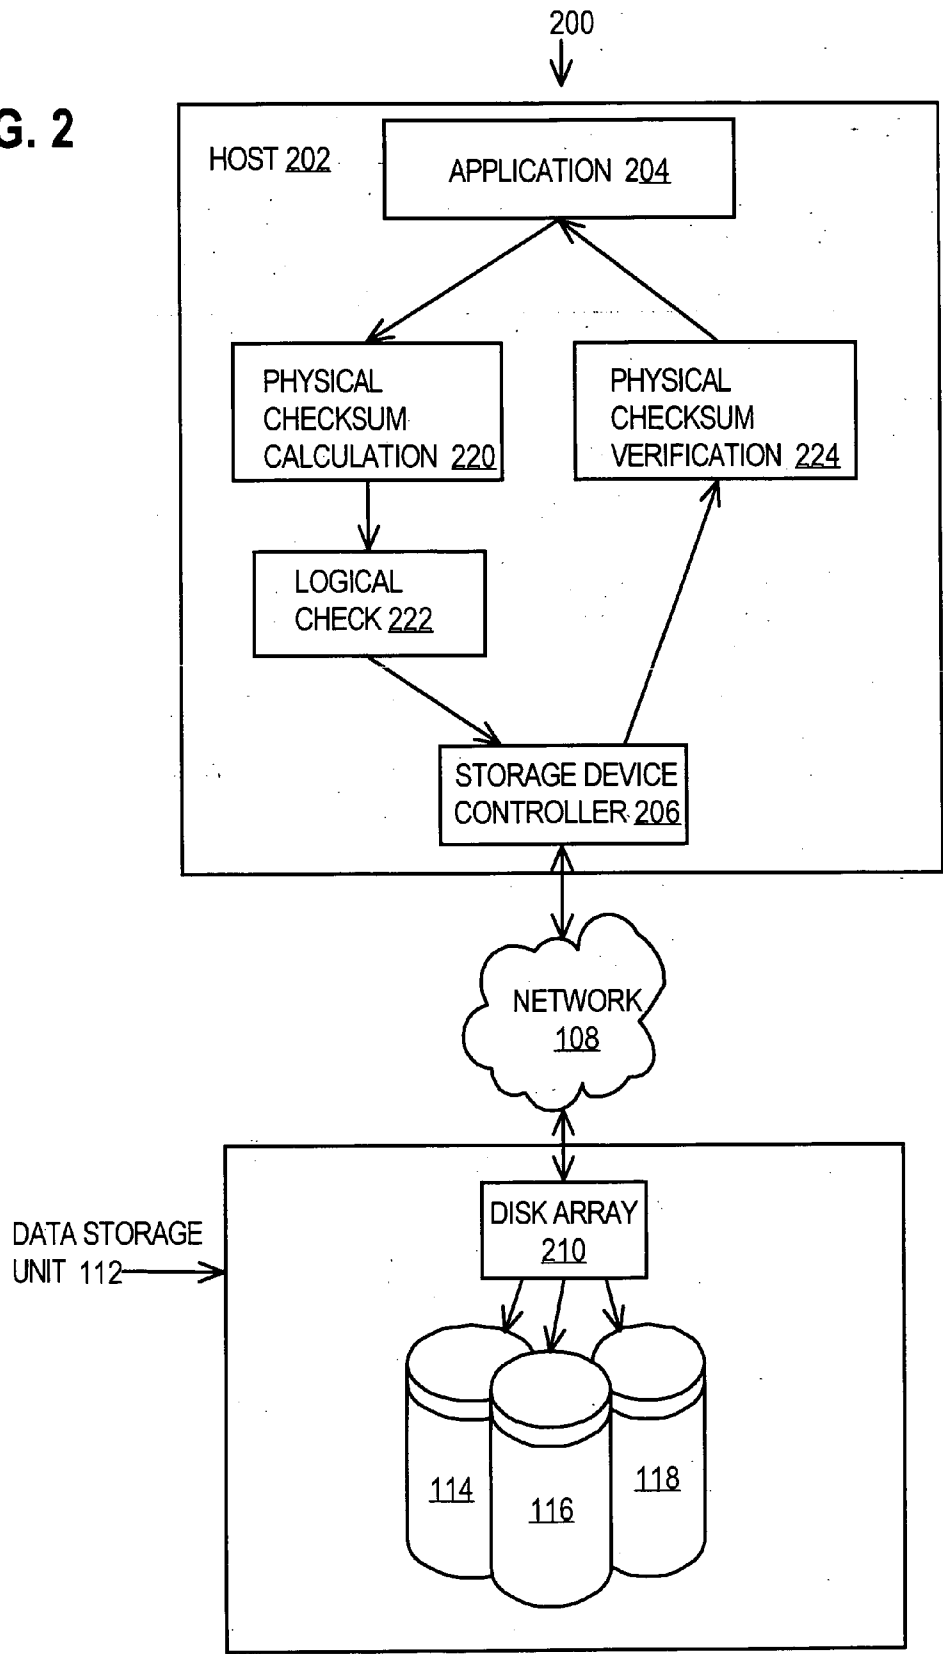 200
G. 2
HOST 202
APPLICATION 204
PHYSICAL
CHECKSUM
CALCULATION 220
PHYSICAL
CHECKSUM
VERIFICATION 224
LOGICAL
CHECK 222
STORAGE DEVICE
CONTROLLER 206
NETWORK
108
DISK ARRAY
210
DATA STORAGE
UNIT 112
114
116
118